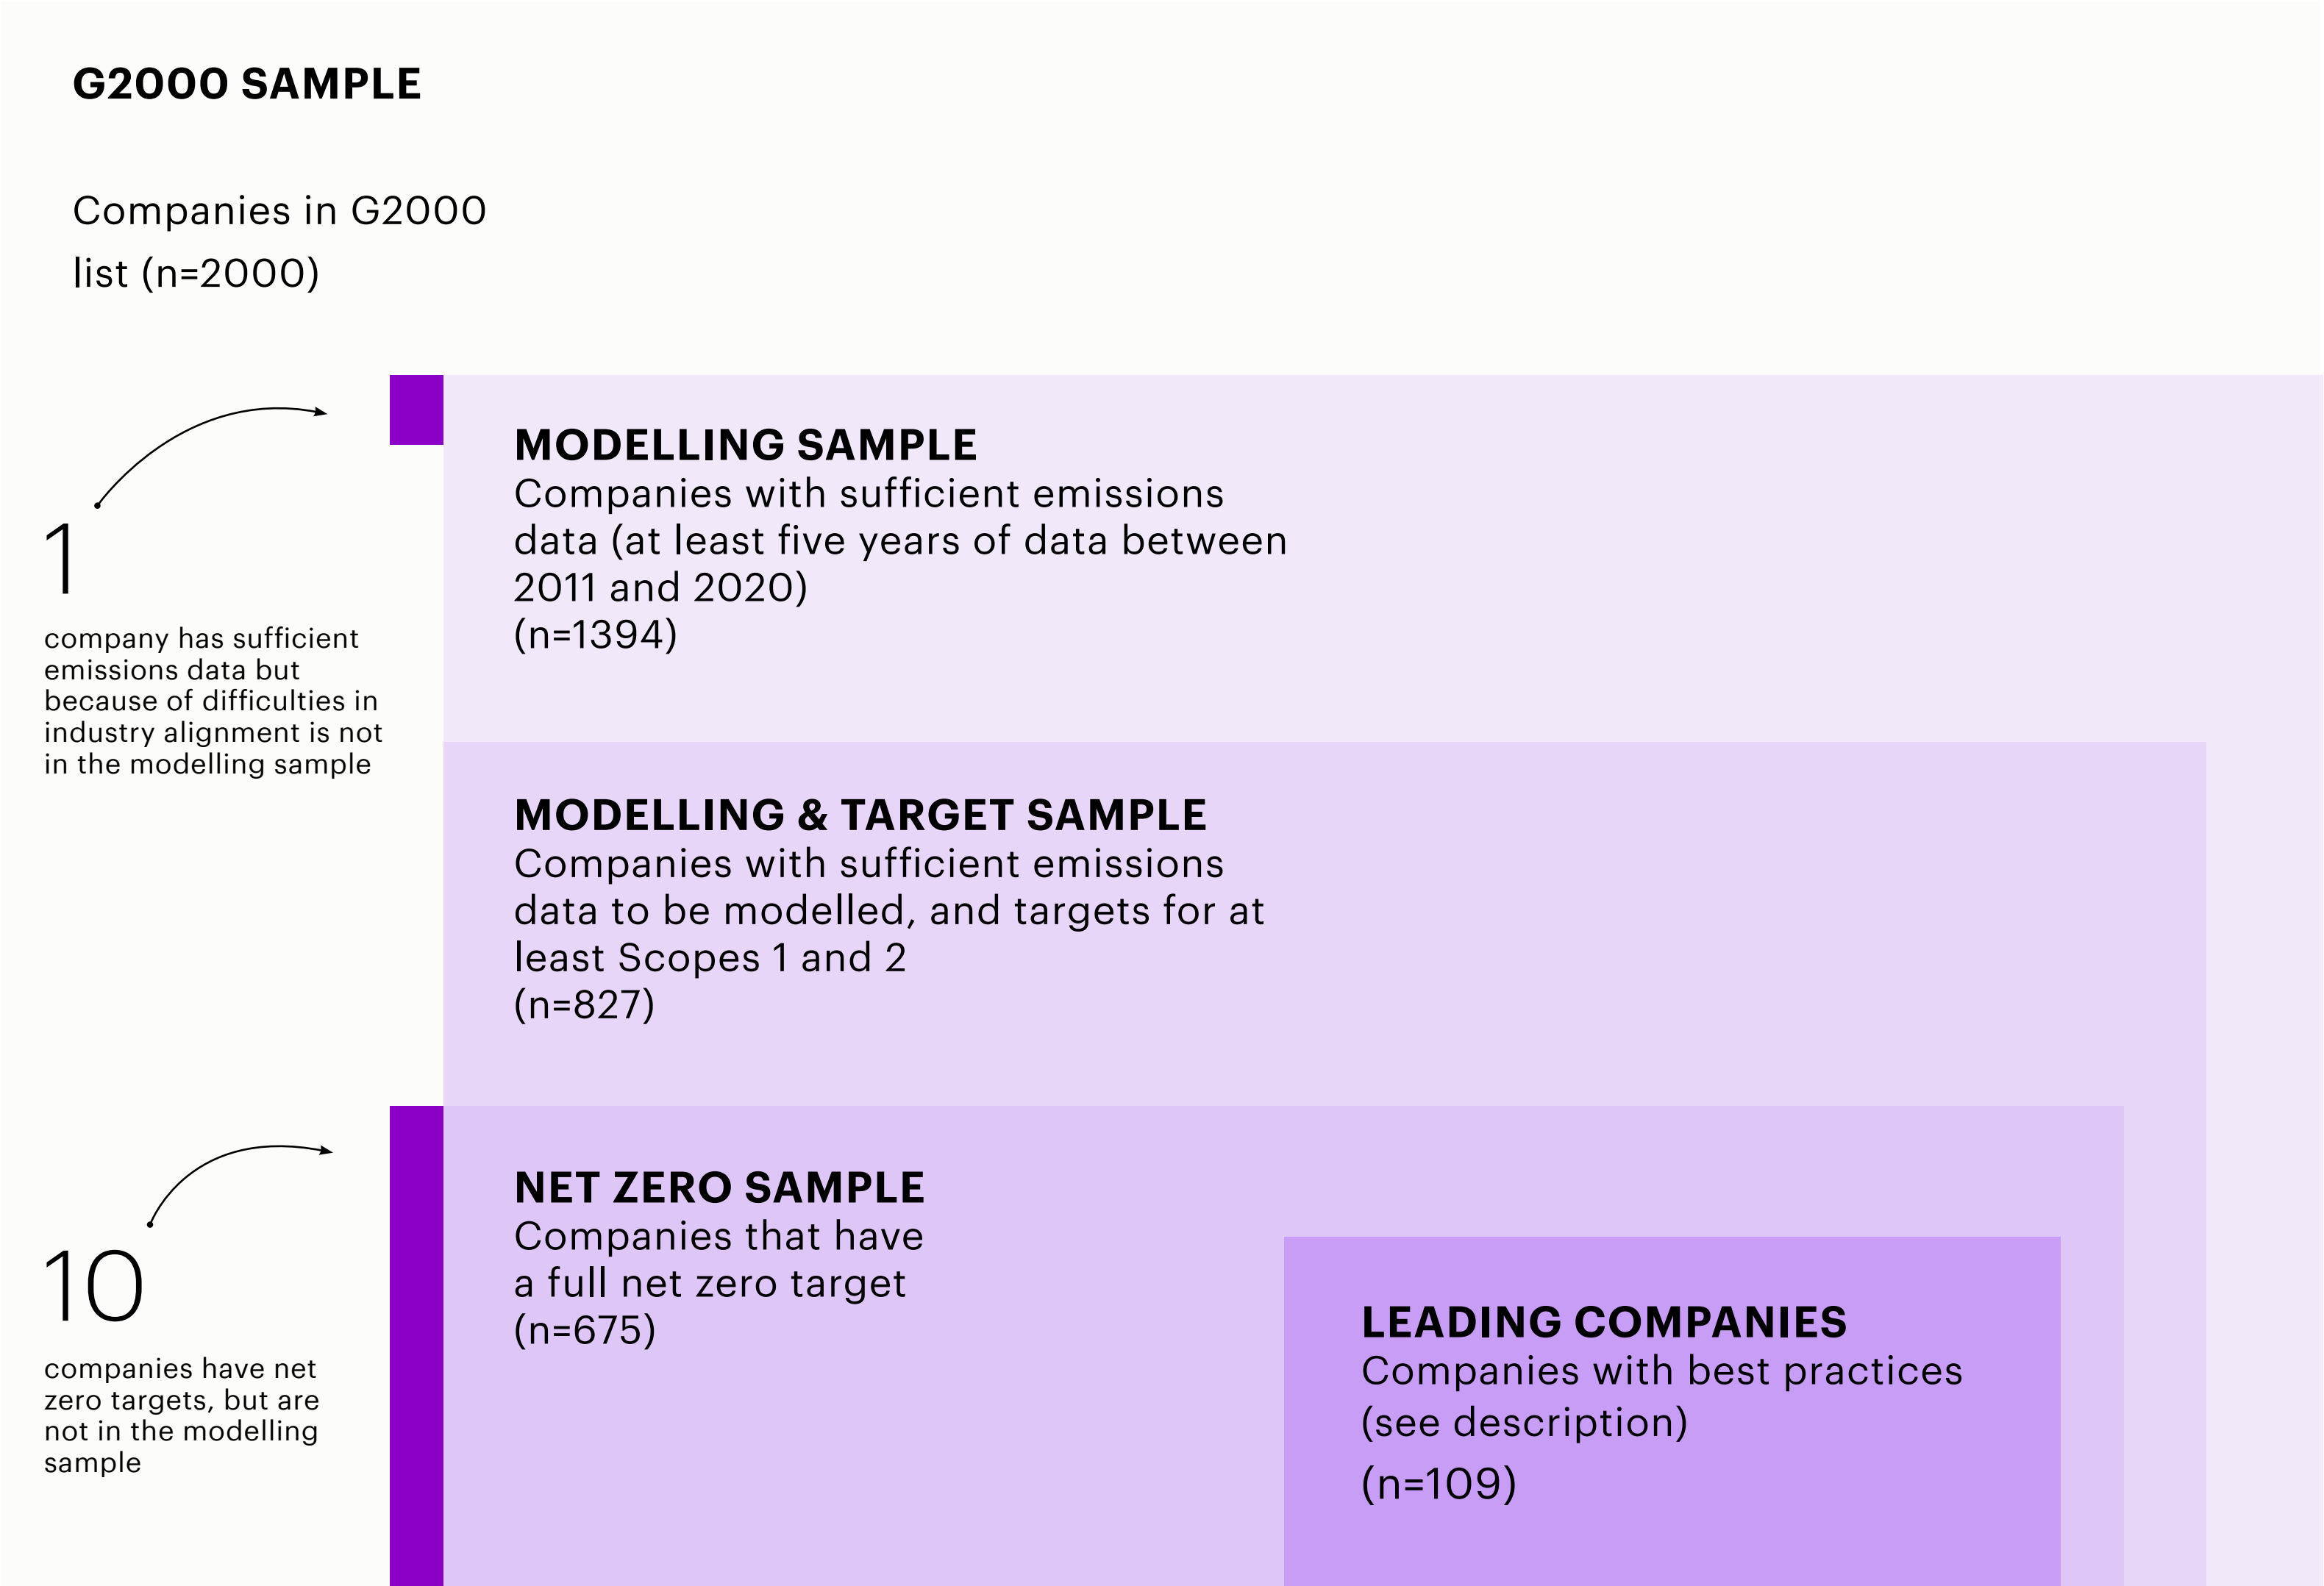 G2000 SAMPLE
Companies in G2000
list (n=2000)
1
company has sufficient
emissions data but
because of difficulties in
industry alignment is not
in the modelling sample
MODELLING SAMPLE
Companies with sufficient emissions
data (at least five years of data between
2011 and 2020)
(n=1394)
MODELLING & TARGET SAMPLE
Companies with sufficient emissions
data to be modelled, and targets for at
least Scopes 1 and 2
(n=827)
10
companies have net
zero targets, but are
not in the modelling
sample
NET ZERO SAMPLE
Companies that have
a full net zero target
(n=675)
LEADING COMPANIES
Companies with best practices
(see description)
(n=109)